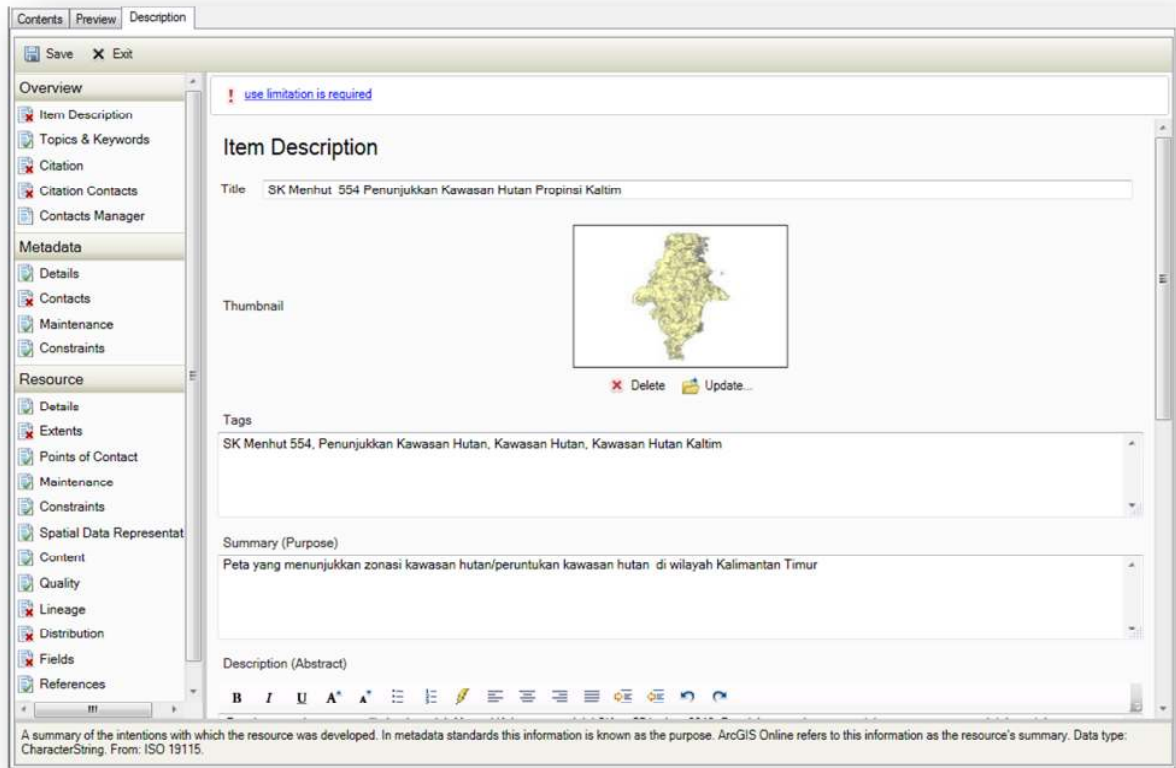 Contents Preview Description
Save Exit
Overview
Item Description
Topics & Keywords
Citation
Citation Contacts
Contacts Manager
Metadata
Details
Contacts
Maintenance
Constraints
Resource
Details
Extents
Points of Contact
Maintenance
Constraints
Spatial Data Representat
Content
Quality
Lineage
Distribution
Fields
References
! use limitation is required
Item Description
Title SK Menhut 554 Penunjukkan Kawasan Hutan Propinsi Kaltim
Thumbnail
Delete Update...
Tags
SK Menhut 554, Penunjukkan Kawasan Hutan, Kawasan Hutan, Kawasan Hutan Kaltim
Summary (Purpose)
Peta yang menunjukkan zonasi kawasan hutan/peruntukan kawasan hutan di wilayah Kalimantan Timur
Description (Abstract)
B I U A A
A summary of the intentions with which the resource was developed. In metadata standards this information is known as the purpose. ArcGIS Online refers to this information as the resource's summary. Data type:
CharacterString. From: ISO 19115.